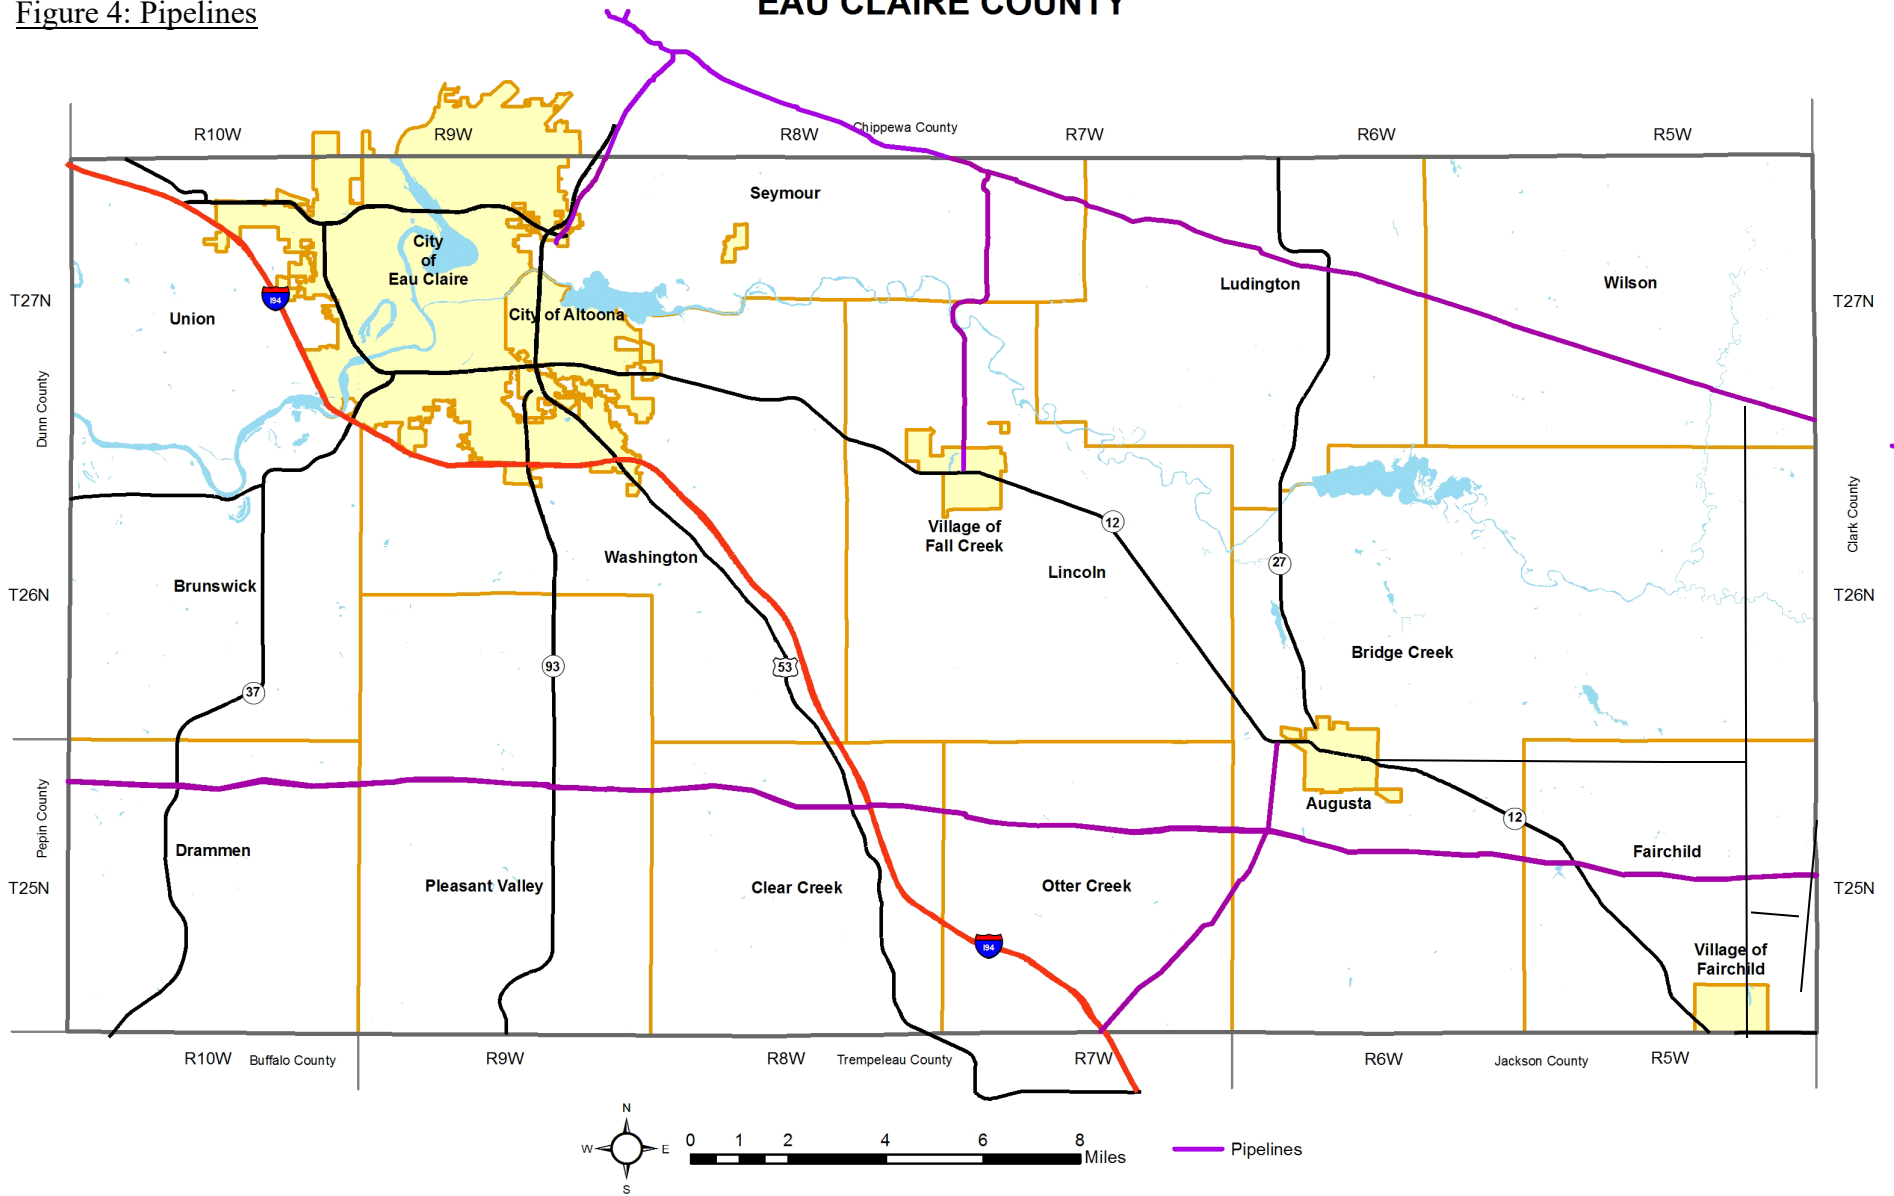 Figure 4: Pipelines
EAU CLAIRE COUNTY
R10W
R9W
R8W
Chippewa County
R7W
R6W
R5W
Seymour
City
of
Eau Claire
Ludington
Wilson
T27N
I94
T27N
Union
City of Altoona
Dunn County
Clark County
12
Village of
Fall Creek
Washington
27
Lincoln
Brunswick
T26N
T26N
Bridge Creek
93
53
37
Pepin County
Augusta
12
Drammen
Fairchild
Pleasant Valley
Clear Creek
Otter Creek
T25N
T25N
I94
Village of
Fairchild
R10W
Buffalo County
R9W
R8W
Trempeleau County
R7W
R6W
Jackson County
R5W
N
W
E
S
0 1 2 4 6 8
Miles
Pipelines